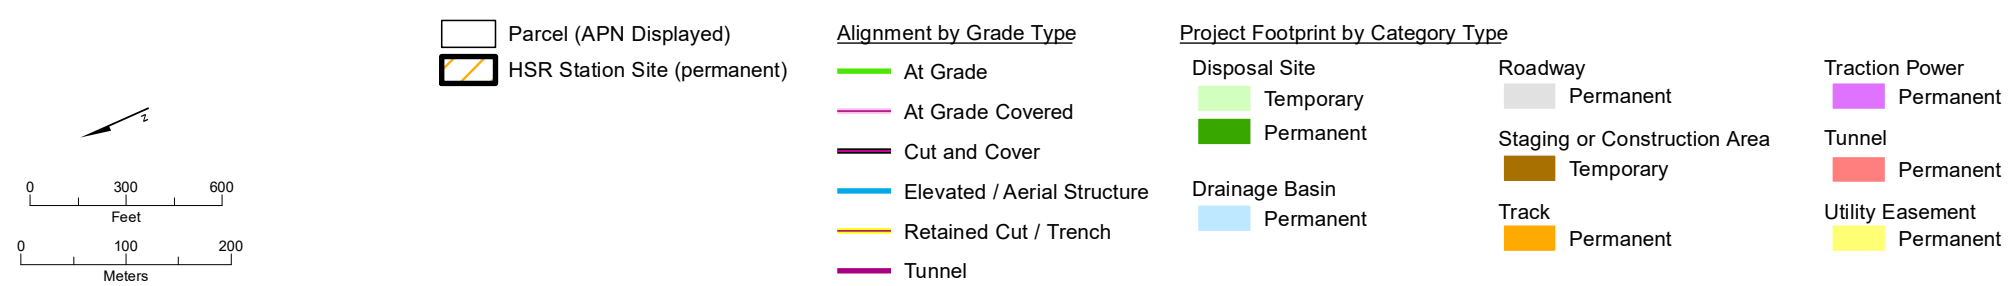 N
0 300 600
Feet
0 100 200
Meters
Parcel (APN Displayed)
HSR Station Site (permanent)
Alignment by Grade Type
At Grade
At Grade Covered
Cut and Cover
Elevated / Aerial Structure
Retained Cut / Trench
Tunnel
Project Footprint by Category Type
Disposal Site
Temporary
Permanent
Drainage Basin
Permanent
Roadway
Permanent
Staging or Construction Area
Temporary
Track
Permanent
Traction Power
Permanent
Tunnel
Permanent
Utility Easement
Permanent